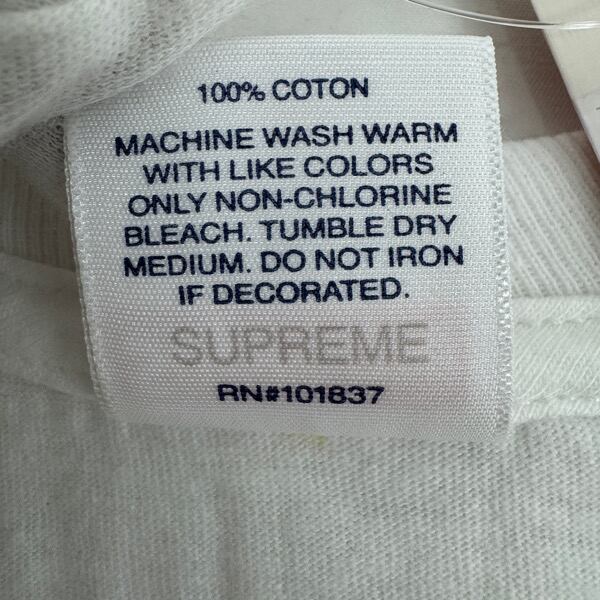 100% COTON
MACHINE WASH WARM
WITH LIKE COLORS
ONLY NON-CHLORINE
BLEACH. TUMBLE DRY
MEDIUM. DO NOT IRON
IF DECORATED.
SUPREME
RN#101837